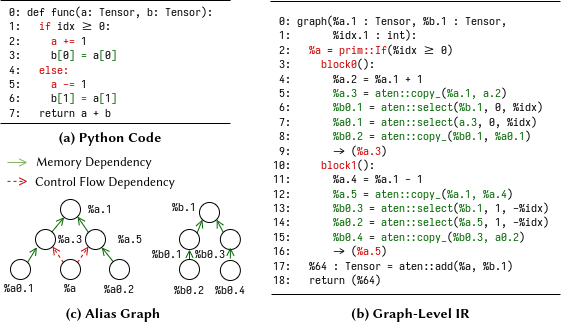 0: def func(a: Tensor, b: Tensor):
1: if idx ≥ 0:
2: a += 1
3: b[0] = a[0]
4: else:
5: a -= 1
6: b[1] = a[1]
7: return a + b
(a) Python Code
Memory Dependency
Control Flow Dependency
%a.1
%b.1
%a.3
%a.5
%b0.1
%b0.3
%a0.1
%a
%a0.2
%b0.2
%b0.4
(c) Alias Graph
0: graph(%a.1 : Tensor, %b.1 : Tensor,
1: %idx.1 : int):
2: %a = prim::If(%idx ≥ 0)
3: block0():
4: %a.2 = %a.1 + 1
5: %a.3 = aten::copy_(%a.1, a.2)
6: %b0.1 = aten::select(%b.1, 0, %idx)
7: %a0.1 = aten::select(a.3, 0, %idx)
8: %b0.2 = aten::copy_(%b0.1, %a0.1)
9: → (%a.3)
10: block1():
11: %a.4 = %a.1 - 1
12: %a.5 = aten::copy_(%a.1, %a.4)
13: %b0.3 = aten::select(%b.1, 1, -%idx)
14: %a0.2 = aten::select(%a.5, 1, -%idx)
15: %b0.4 = aten::copy_(%b0.3, a0.2)
16: → (%a.5)
17: %64 : Tensor = aten::add(%a, %b.1)
18: return (%64)
(b) Graph-Level IR